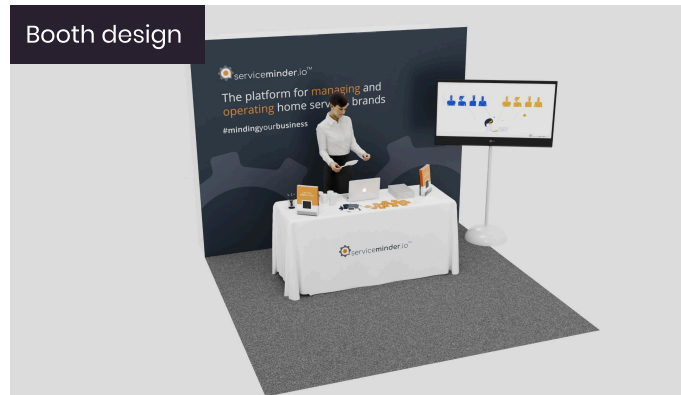 Booth design
serviceminder.io™
The platform for managing and
operating home service brands
#mindingyourbusiness
serviceminder.io™